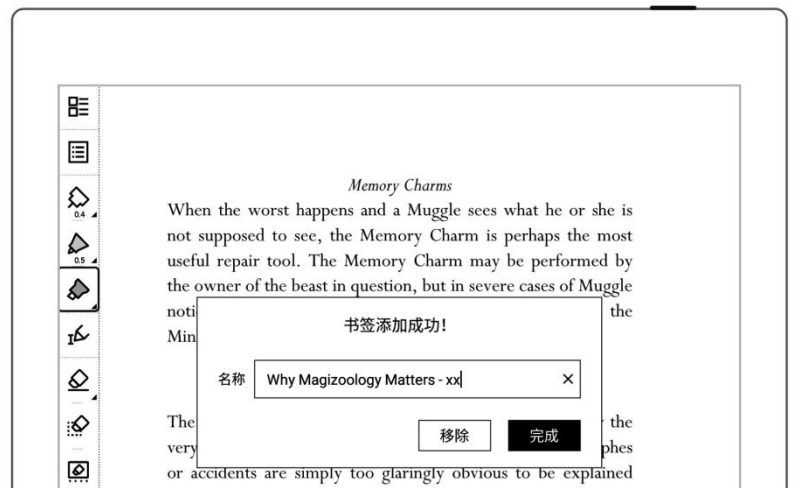 Memory Charms
When the worst happens and a Muggle sees what he or she is
not supposed to see, the Memory Charm is perhaps the most
useful repair tool. The Memory Charm may be performed by
the owner of the beast in question, but in severe cases of Muggle
noti the
Min
书签添加成功！
名称 Why Magizoology Matters - xx
移除 完成
The the
very phes
or accidents are simply too glaringly obvious to be explained
0.4
0.5